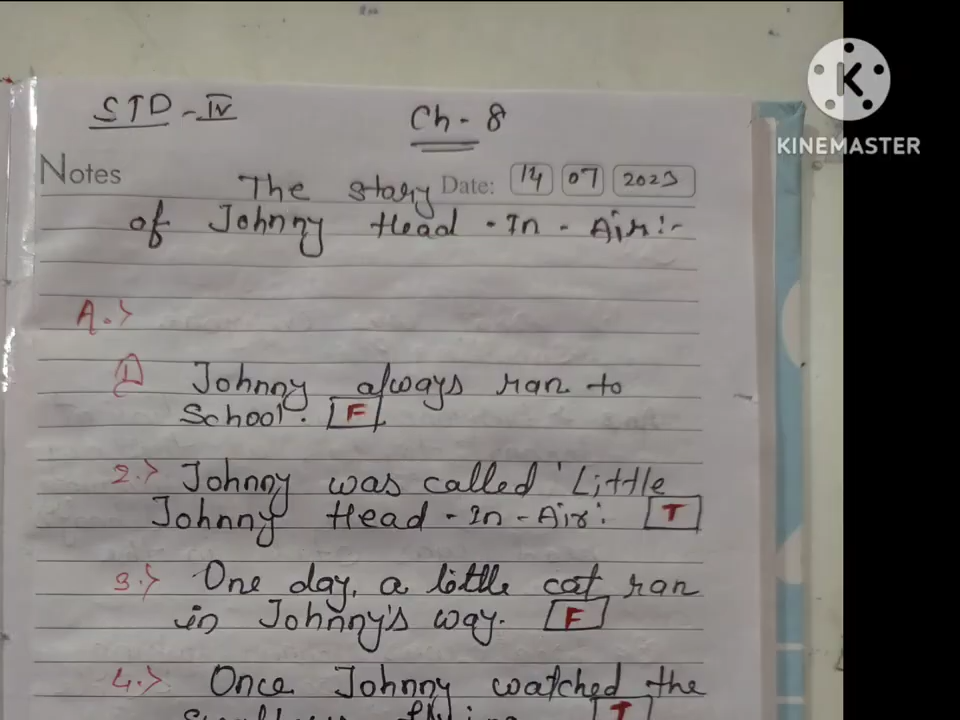 STD - IV
Ch - 8
KINEMASTER
Notes
Date: 14 07 2023
The story
of Johnny Head - In - Air :-
A.>
1 Johnny always ran to
School. F
2.> Johnny was called 'Little
Johnny Head - In - Air. T
3.> One day, a little cat ran
in Johnny's way. F
4.> Once Johnny watched the
T